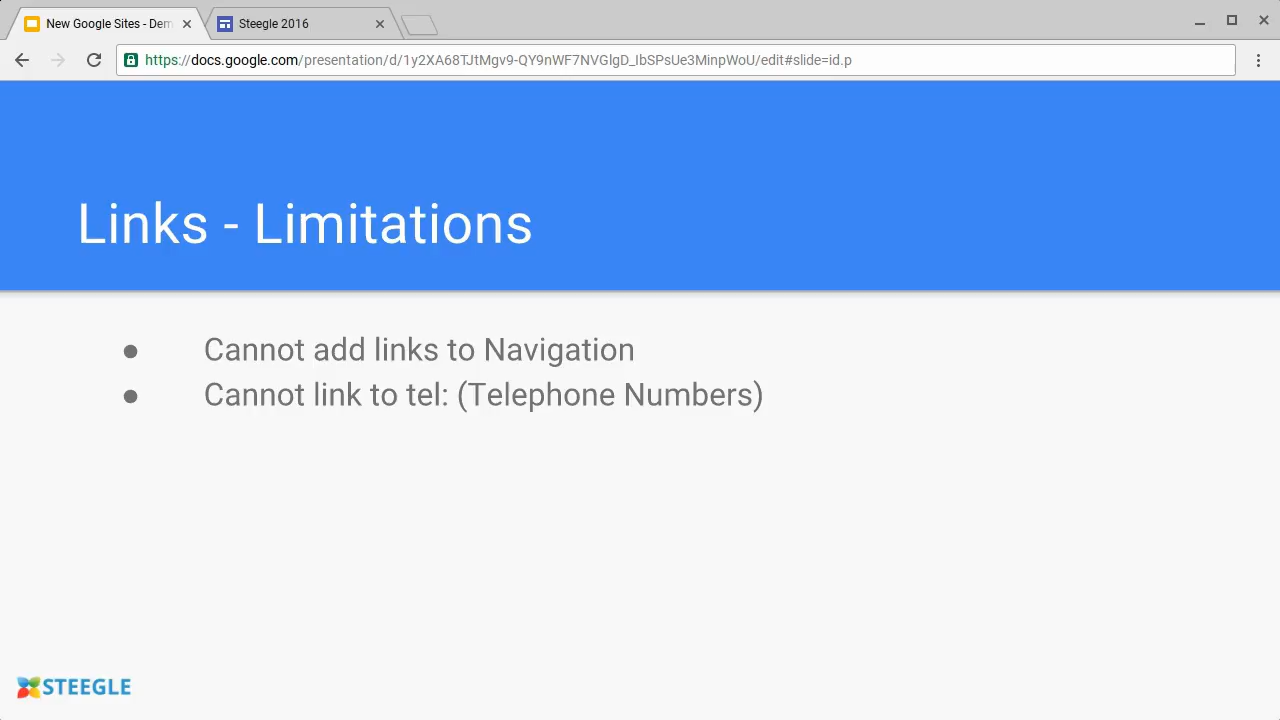 New Google Sites - Dem
Steegle 2016
https://docs.google.com/presentation/d/1y2XA68TJtMgv9-QY9nWF7NVGlgD_IbSPsUe3MinpWoU/edit#slide=id.p
Links - Limitations
● Cannot add links to Navigation
● Cannot link to tel: (Telephone Numbers)
STEEGLE